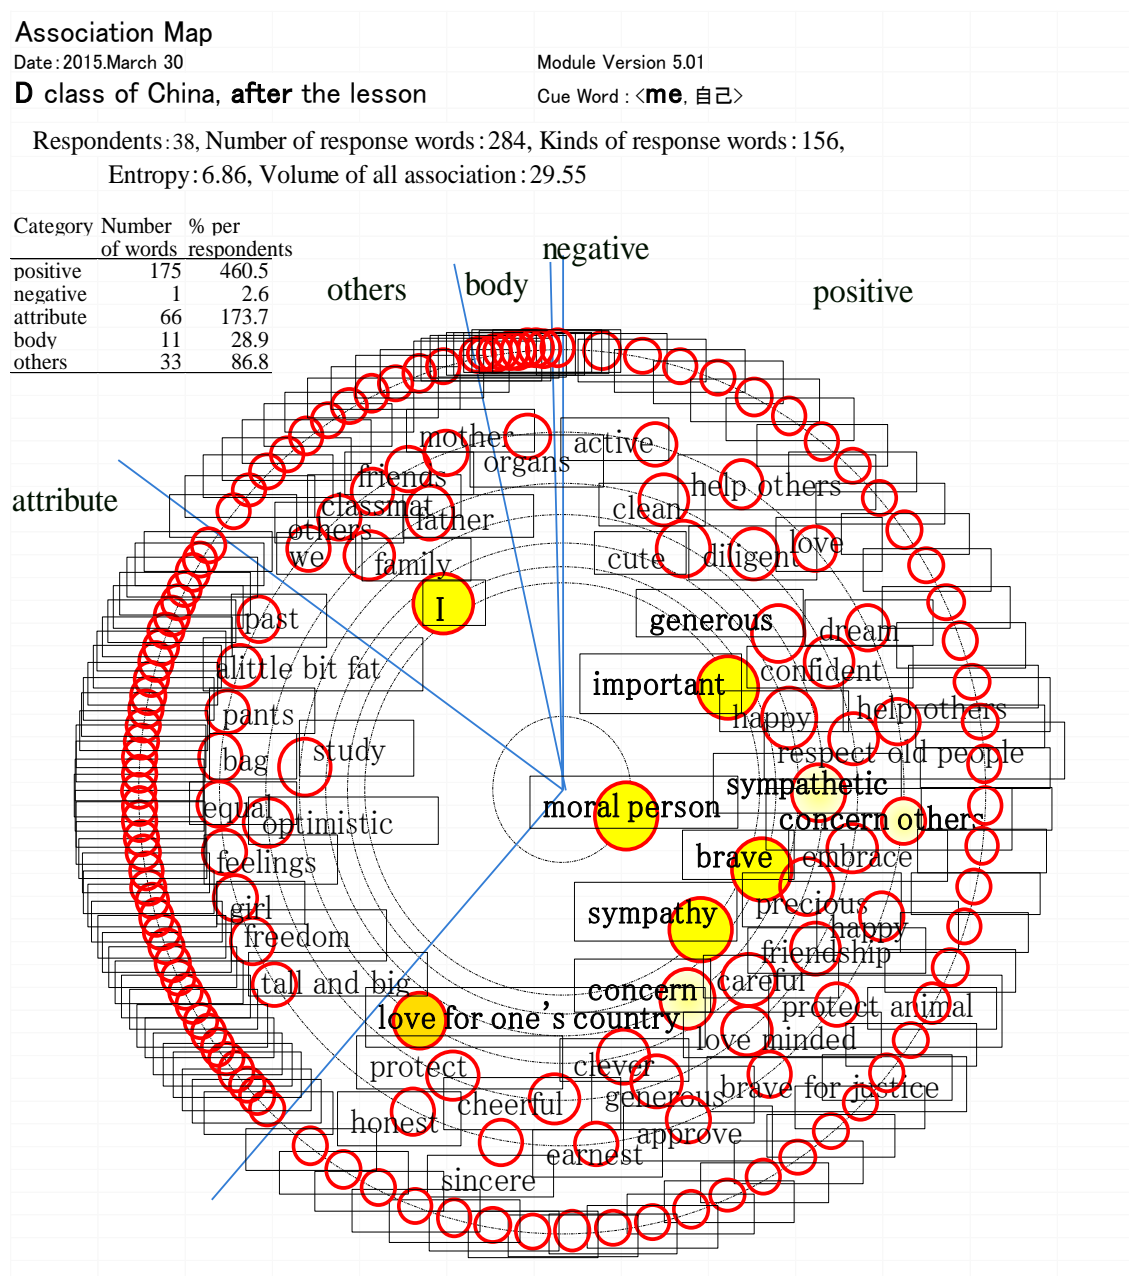 Association Map
Date:2015.March 30
Module Version 5.01
D class of China, after the lesson
Cue Word : <me, 自己>
Respondents:38, Number of response words:284, Kinds of response words:156,
Entropy:6.86, Volume of all association:29.55
Category Number % per
of words respondents
positive 175 460.5
negative 1 2.6
attribute 66 173.7
body 11 28.9
others 33 86.8
negative
body
others
positive
attribute
mother
organs
active
friends
help others
classmat
clean
others
father
we
family
cute
diligent
love
I
past
generous
dream
alittle bit fat
important
confident
pants
happy
help others
bag
study
respect old people
sympathetic
equal
moral person
concern others
optimistic
feelings
brave
embrace
girl
sympathy
precious
happy
freedom
friendship
tall and big
concern
careful
protect animal
love for one's country
love minded
protect
clever
brave for justice
cheerful
generous
honest
approve
earnest
sincere